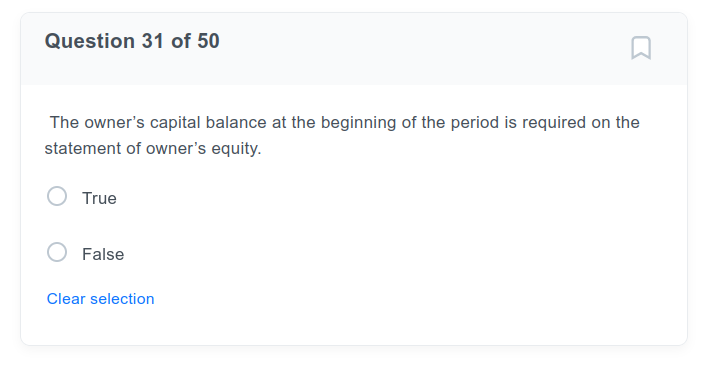 Question 31 of 50
The owner’s capital balance at the beginning of the period is required on the
statement of owner’s equity.
True
False
Clear selection